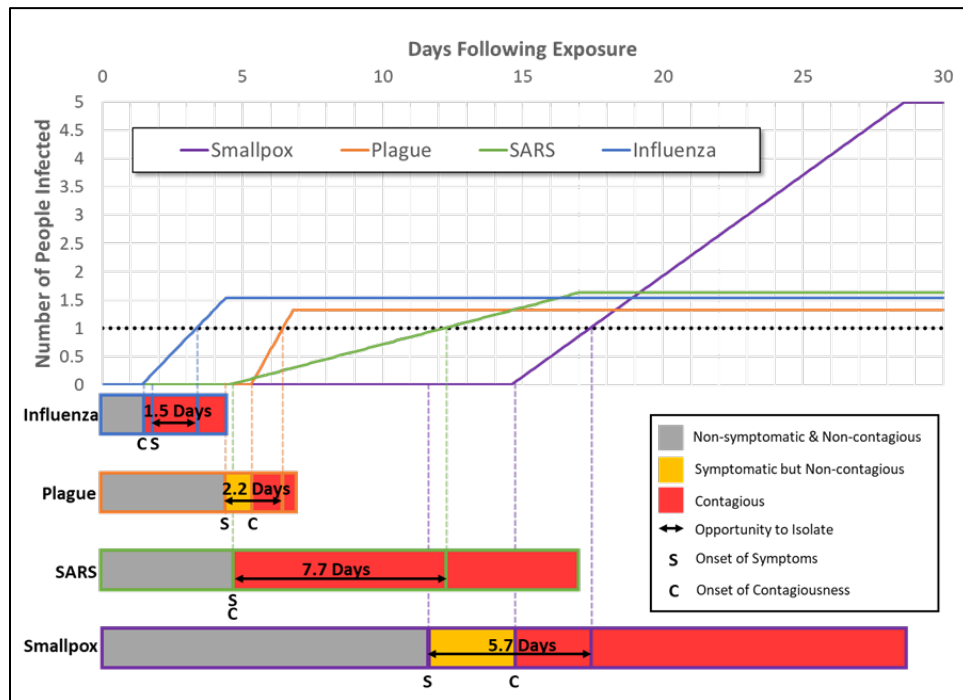 Days Following Exposure
0 5 10 15 20 25 30
Number of People Infected
5
4.5
4
3.5
3
2.5
2
1.5
1
0.5
0
Smallpox Plague SARS Influenza
Influenza
1.5 Days
C S
Plague
2.2 Days
S C
SARS
7.7 Days
S
C
Smallpox
5.7 Days
S C
Non-symptomatic & Non-contagious
Symptomatic but Non-contagious
Contagious
Opportunity to Isolate
S Onset of Symptoms
C Onset of Contagiousness